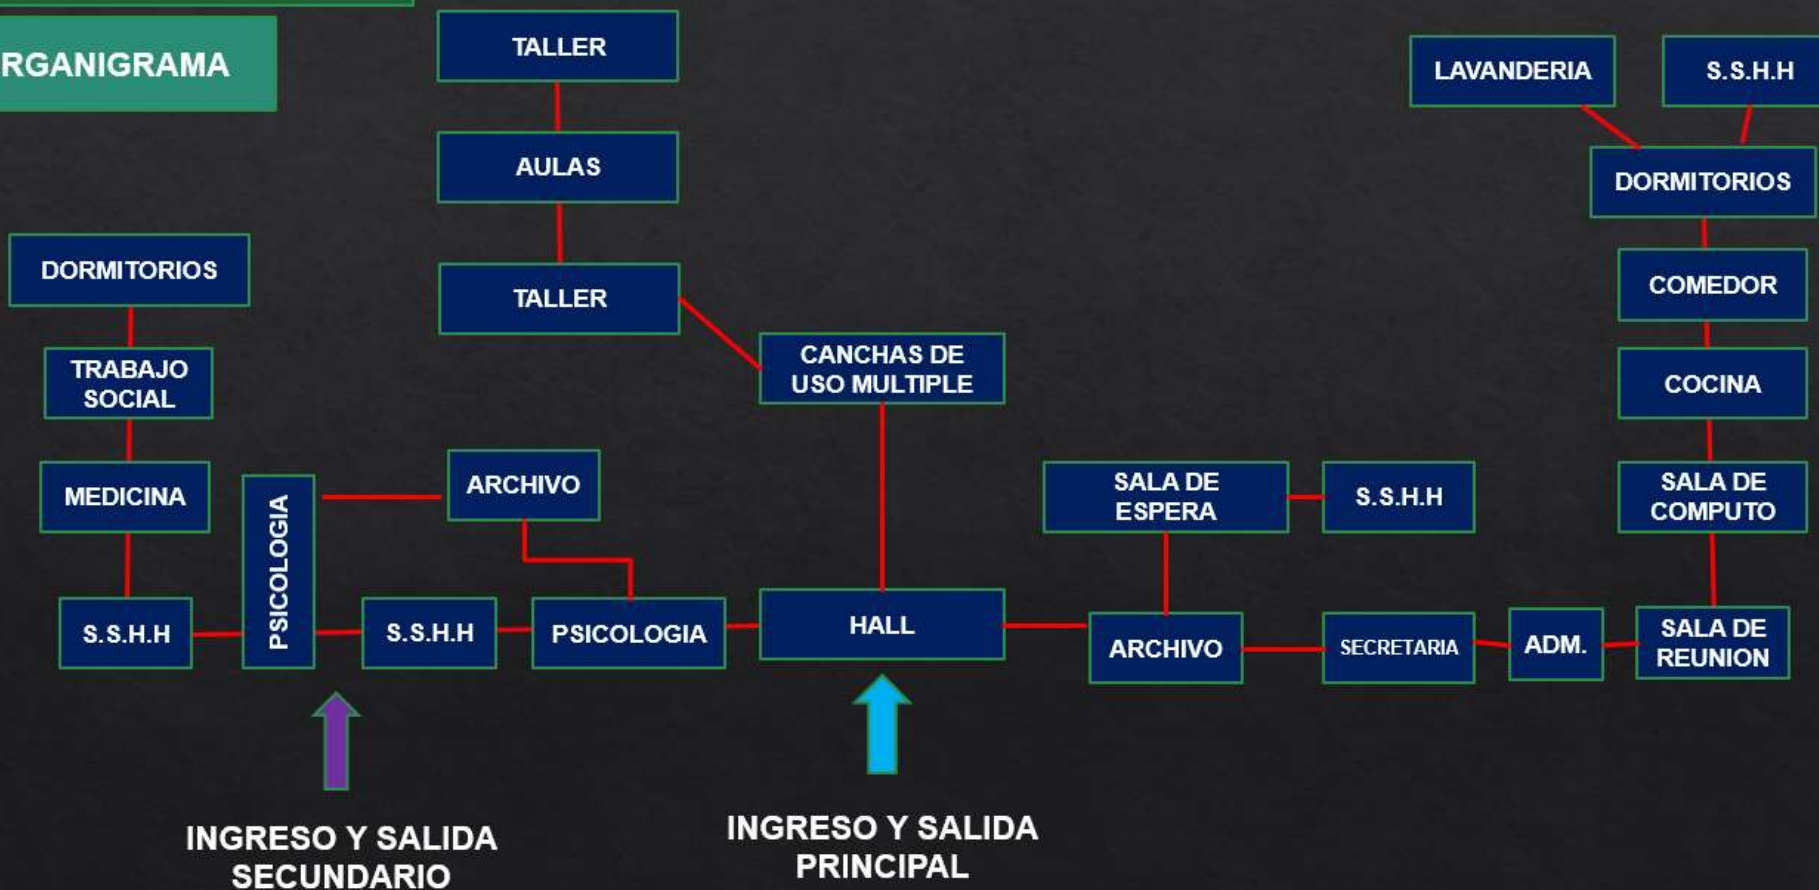 RGANIGRAMA
TALLER
AULAS
TALLER
CANCHAS DE
USO MULTIPLE
DORMITORIOS
TRABAJO
SOCIAL
MEDICINA
S.S.H.H
PSICOLOGIA
ARCHIVO
S.S.H.H
PSICOLOGIA
HALL
SALA DE
ESPERA
S.S.H.H
ARCHIVO
SECRETARIA
ADM.
SALA DE
REUNION
LAVANDERIA
S.S.H.H
DORMITORIOS
COMEDOR
COCINA
SALA DE
COMPUTO
INGRESO Y SALIDA
SECUNDARIO
INGRESO Y SALIDA
PRINCIPAL